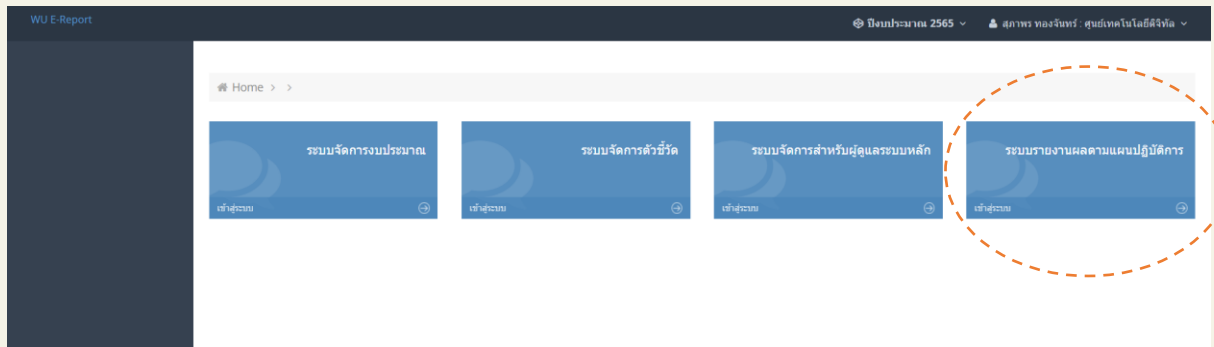 WU E-Report
ปีงบประมาณ 2565
สุภาพร ทองจันทร์ : ศูนย์เทคโนโลยีดิจิทัล
Home > >
ระบบจัดการงบประมาณ
ระบบจัดการตัวชี้วัด
ระบบจัดการสำหรับผู้ดูแลระบบหลัก
ระบบรายงานผลตามแผนปฏิบัติการ
เข้าสู่ระบบ
เข้าสู่ระบบ
เข้าสู่ระบบ
เข้าสู่ระบบ